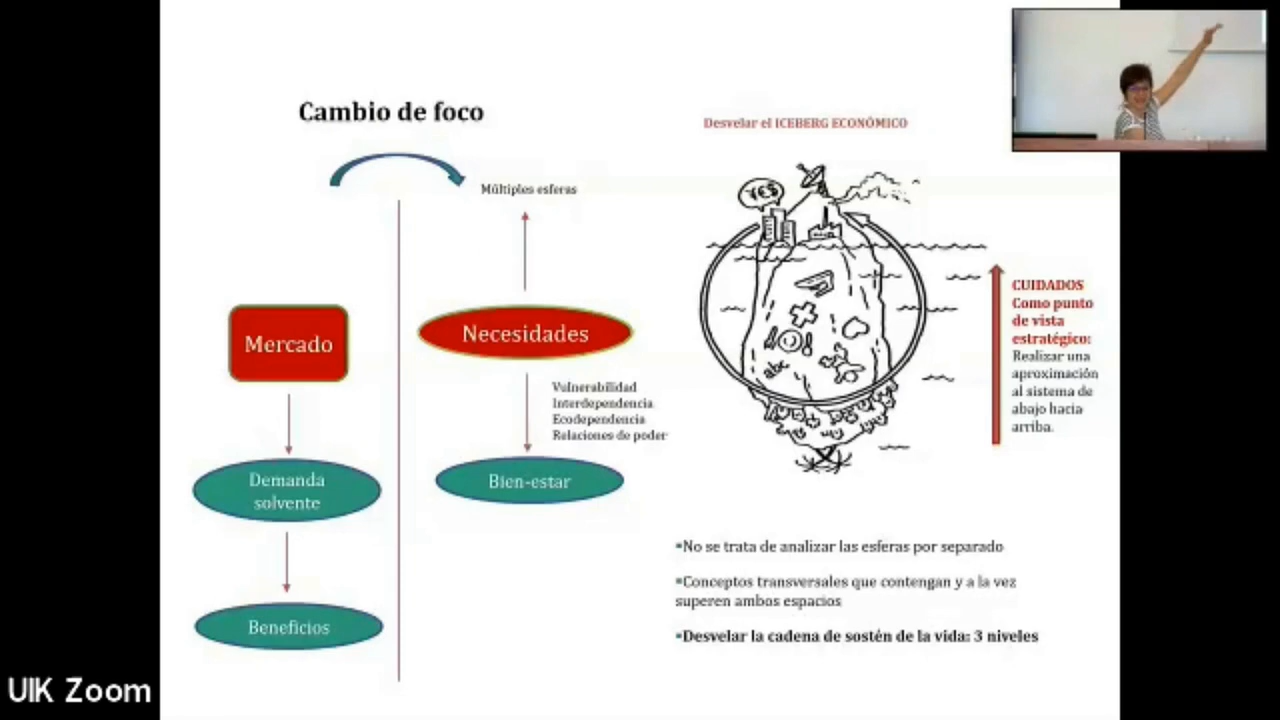 Cambio de foco
Múltiples esferas
Mercado
Necesidades
Vulnerabilidad
Interdependencia
Ecodependencia
Relaciones de poder
Demanda
solvente
Bien-estar
Beneficios
Desvelar el ICEBERG ECONÓMICO
YE$
abc
CUIDADOS
Como punto
de vista
estratégico:
Realizar una
aproximación
al sistema de
abajo hacia
arriba.
▪No se trata de analizar las esferas por separado
▪Conceptos transversales que contengan y a la vez
superen ambos espacios
▪Desvelar la cadena de sostén de la vida: 3 niveles
UIK Zoom